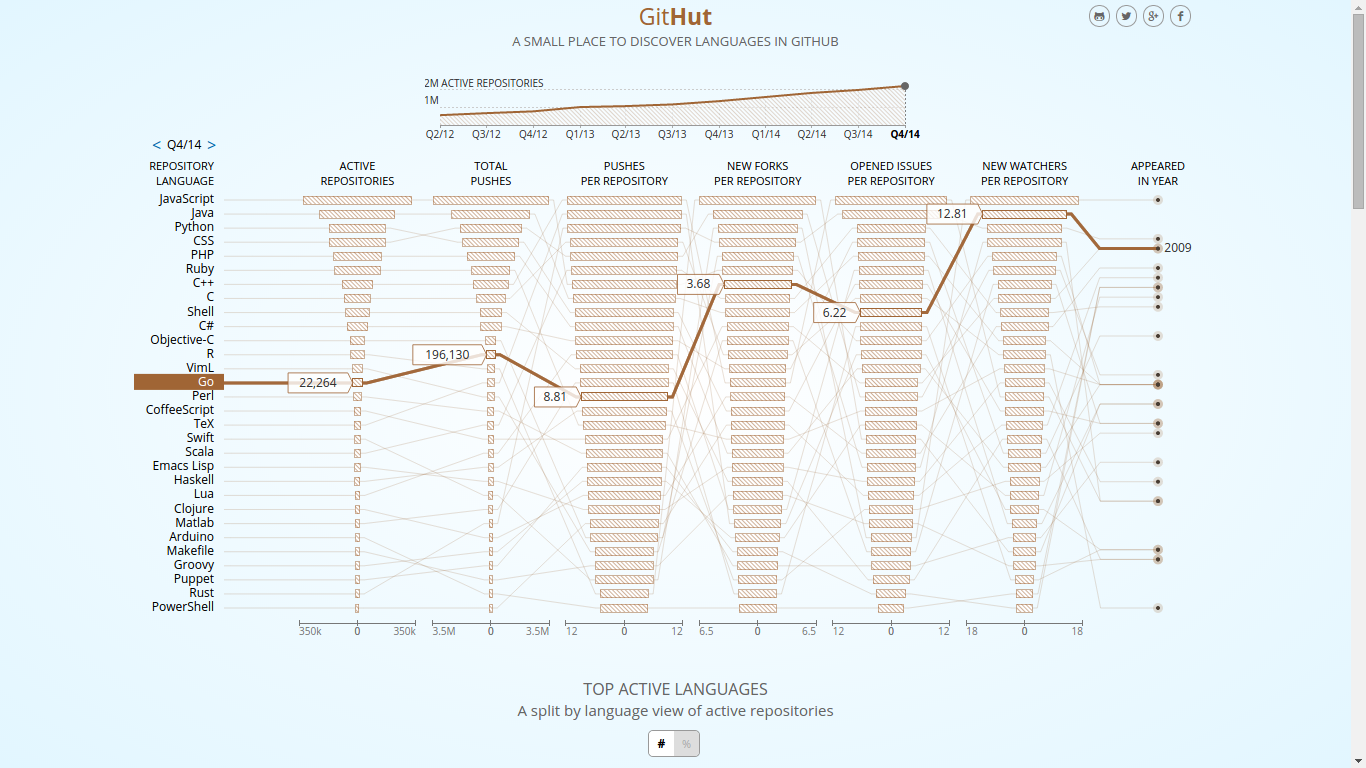 GitHut
A SMALL PLACE TO DISCOVER LANGUAGES IN GITHUB
2M ACTIVE REPOSITORIES
1M
Q2/12 Q3/12 Q4/12 Q1/13 Q2/13 Q3/13 Q4/13 Q1/14 Q2/14 Q3/14 Q4/14
< Q4/14 >
REPOSITORY ACTIVE TOTAL PUSHES NEW FORKS OPENED ISSUES NEW WATCHERS APPEARED
LANGUAGE REPOSITORIES PUSHES PER REPOSITORY PER REPOSITORY PER REPOSITORY PER REPOSITORY IN YEAR
JavaScript
Java 12.81
Python
CSS
PHP 2009
Ruby
C++ 3.68
C
Shell 6.22
C#
Objective-C
R 196,130
VimL
Go 22,264
Perl 8.81
CoffeeScript
TeX
Swift
Scala
Emacs Lisp
Haskell
Lua
Clojure
Matlab
Arduino
Makefile
Groovy
Puppet
Rust
PowerShell
350k 0 350k 3.5M 0 3.5M 12 0 12 6.5 0 6.5 12 0 12 18 0 18
TOP ACTIVE LANGUAGES
A split by language view of active repositories
# %